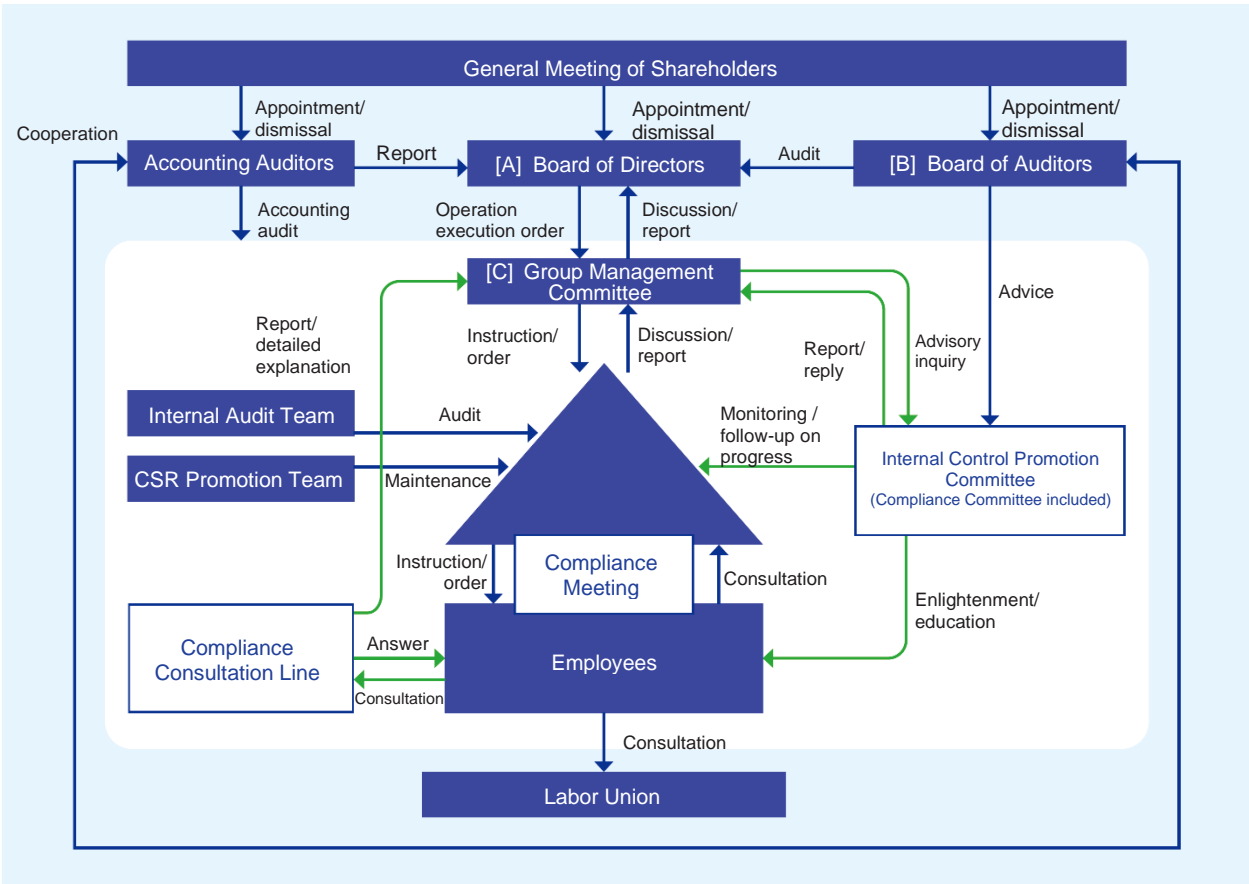 General Meeting of Shareholders
Appointment/
dismissal
Appointment/
dismissal
Appointment/
dismissal
Cooperation
Accounting Auditors
Report
[A] Board of Directors
Audit
[B] Board of Auditors
Accounting
audit
Operation
execution order
Discussion/
report
[C] Group Management
Committee
Advice
Report/
detailed
explanation
Instruction/
order
Discussion/
report
Report/
reply
Advisory
inquiry
Internal Audit Team
Audit
Monitoring /
follow-up on
progress
CSR Promotion Team
Maintenance
Internal Control Promotion
Committee
(Compliance Committee included)
Instruction/
order
Compliance
Meeting
Consultation
Enlightenment/
education
Compliance
Consultation Line
Answer
Consultation
Employees
Consultation
Labor Union